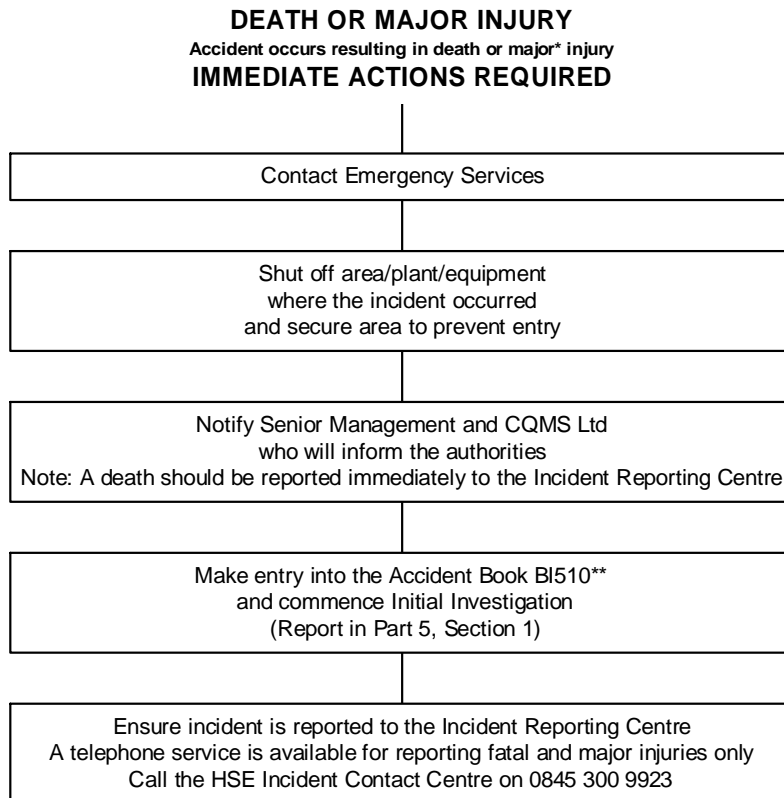 DEATH OR MAJOR INJURY
Accident occurs resulting in death or major* injury
IMMEDIATE ACTIONS REQUIRED
Contact Emergency Services
Shut off area/plant/equipment
where the incident occurred
and secure area to prevent entry
Notify Senior Management and CQMS Ltd
who will inform the authorities
Note: A death should be reported immediately to the Incident Reporting Centre
Make entry into the Accident Book BI510**
and commence Initial Investigation
(Report in Part 5, Section 1)
Ensure incident is reported to the Incident Reporting Centre
A telephone service is available for reporting fatal and major injuries only
Call the HSE Incident Contact Centre on 0845 300 9923